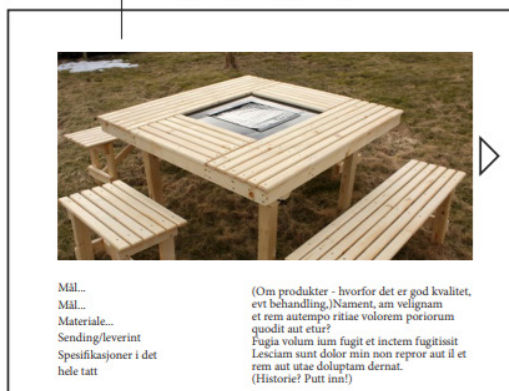 Mål...
Mål...
Materiale...
Sending/leverint
Spesifikasjoner i det
hele tatt
(Om produkter - hvorfor det er god kvalitet,
evt behandling,)Nament, am velignam
et rem autempo ritiae volorem poriorum
quodit aut etur?
Fugia volum ium fugit et inctem fugitissit
Lesciam sunt dolor min non repror aut il et
rem aut utae doluptam dernat.
(Historie? Putt inn!)